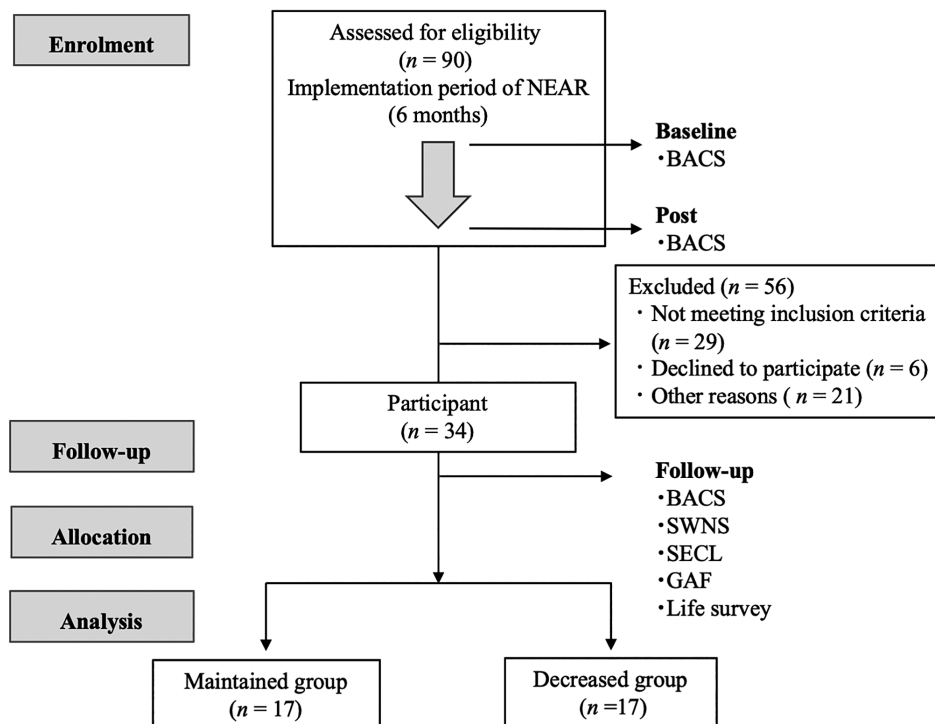 Enrolment
Assessed for eligibility
(n = 90)
Implementation period of NEAR
(6 months)
Baseline
・BACS
Post
・BACS
Excluded (n = 56)
・Not meeting inclusion criteria
(n = 29)
・Declined to participate (n = 6)
・Other reasons ( n = 21)
Participant
(n = 34)
Follow-up
Follow-up
・BACS
・SWNS
・SECL
・GAF
・Life survey
Allocation
Analysis
Maintained group
(n = 17)
Decreased group
(n =17)